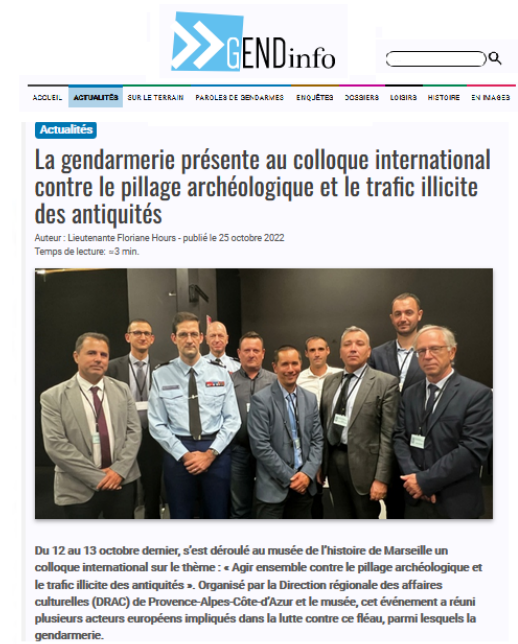 GENDinfo
ACCUEIL ACTUALITÉS SUR LE TERRAIN PAROLES DE GENDARMES ENQUÊTES DOSSIERS LOISIRS HISTOIRE EN IMAGES
Actualités
La gendarmerie présente au colloque international
contre le pillage archéologique et le trafic illicite
des antiquités
Auteur : Lieutenante Floriane Hours - publié le 25 octobre 2022
Temps de lecture: ≈3 min.
Du 12 au 13 octobre dernier, s'est déroulé au musée de l'histoire de Marseille un
colloque international sur le thème : « Agir ensemble contre le pillage archéologique et
le trafic illicite des antiquités ». Organisé par la Direction régionale des affaires
culturelles (DRAC) de Provence-Alpes-Côte-d'Azur et le musée, cet événement a réuni
plusieurs acteurs européens impliqués dans la lutte contre ce fléau, parmi lesquels la
gendarmerie.